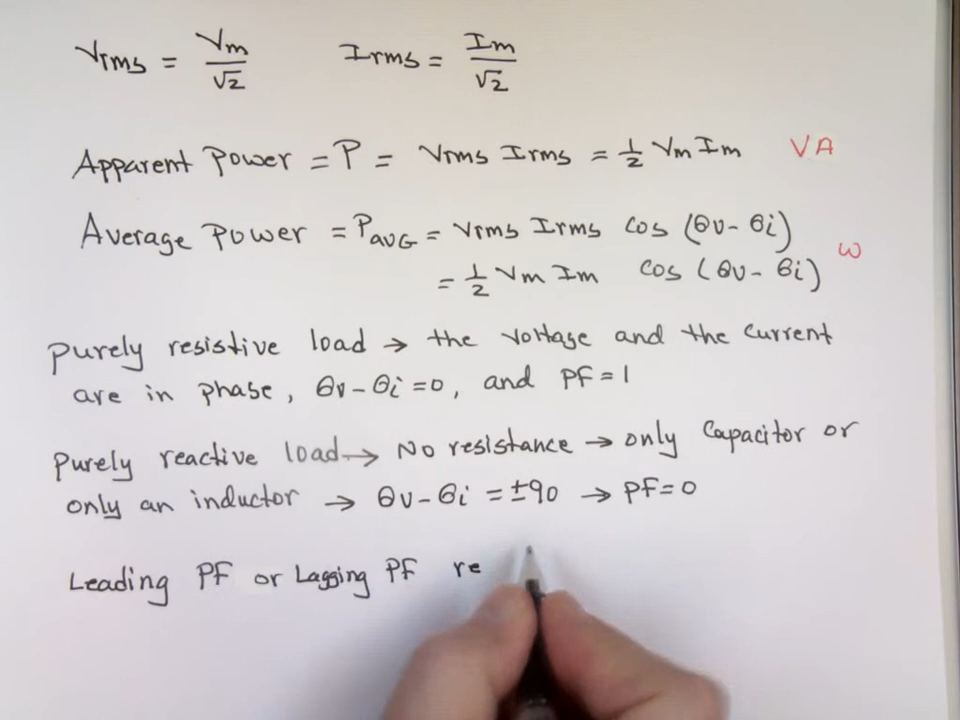 Vrms = Vm/√2 Irms = Im/√2
Apparent Power = P = Vrms Irms = 1/2 Vm Im VA
Average Power = PAVG = Vrms Irms cos (θv - θi)
= 1/2 Vm Im cos (θv - θi) W
Purely resistive load → the voltage and the current
are in phase, θv - θi = 0, and PF = 1
Purely reactive load → No resistance → only Capacitor or
only an inductor → θv - θi = ±90 → PF = 0
Leading PF or Lagging PF re